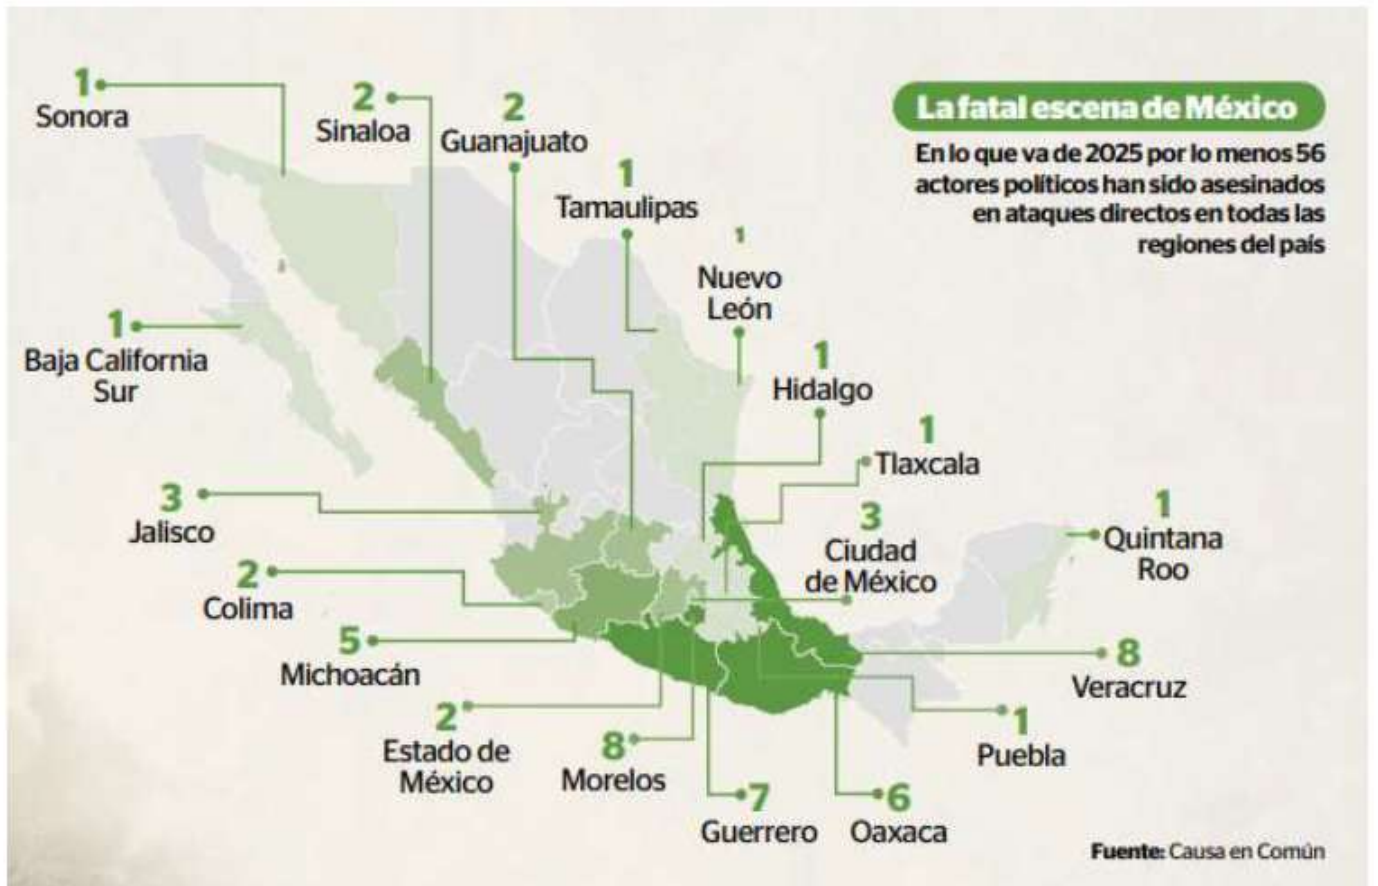 La fatal escena de México
En lo que va de 2025 por lo menos 56
actores políticos han sido asesinados
en ataques directos en todas las
regiones del país
1
Sonora
2
Sinaloa
2
Guanajuato
1
Tamaulipas
1
Nuevo
León
1
Baja California
Sur
1
Hidalgo
1
Tlaxcala
3
Jalisco
3
Ciudad
de México
1
Quintana
Roo
2
Colima
5
Michoacán
8
Veracruz
2
Estado de
México
8
Morelos
1
Puebla
7
Guerrero
6
Oaxaca
Fuente: Causa en Común